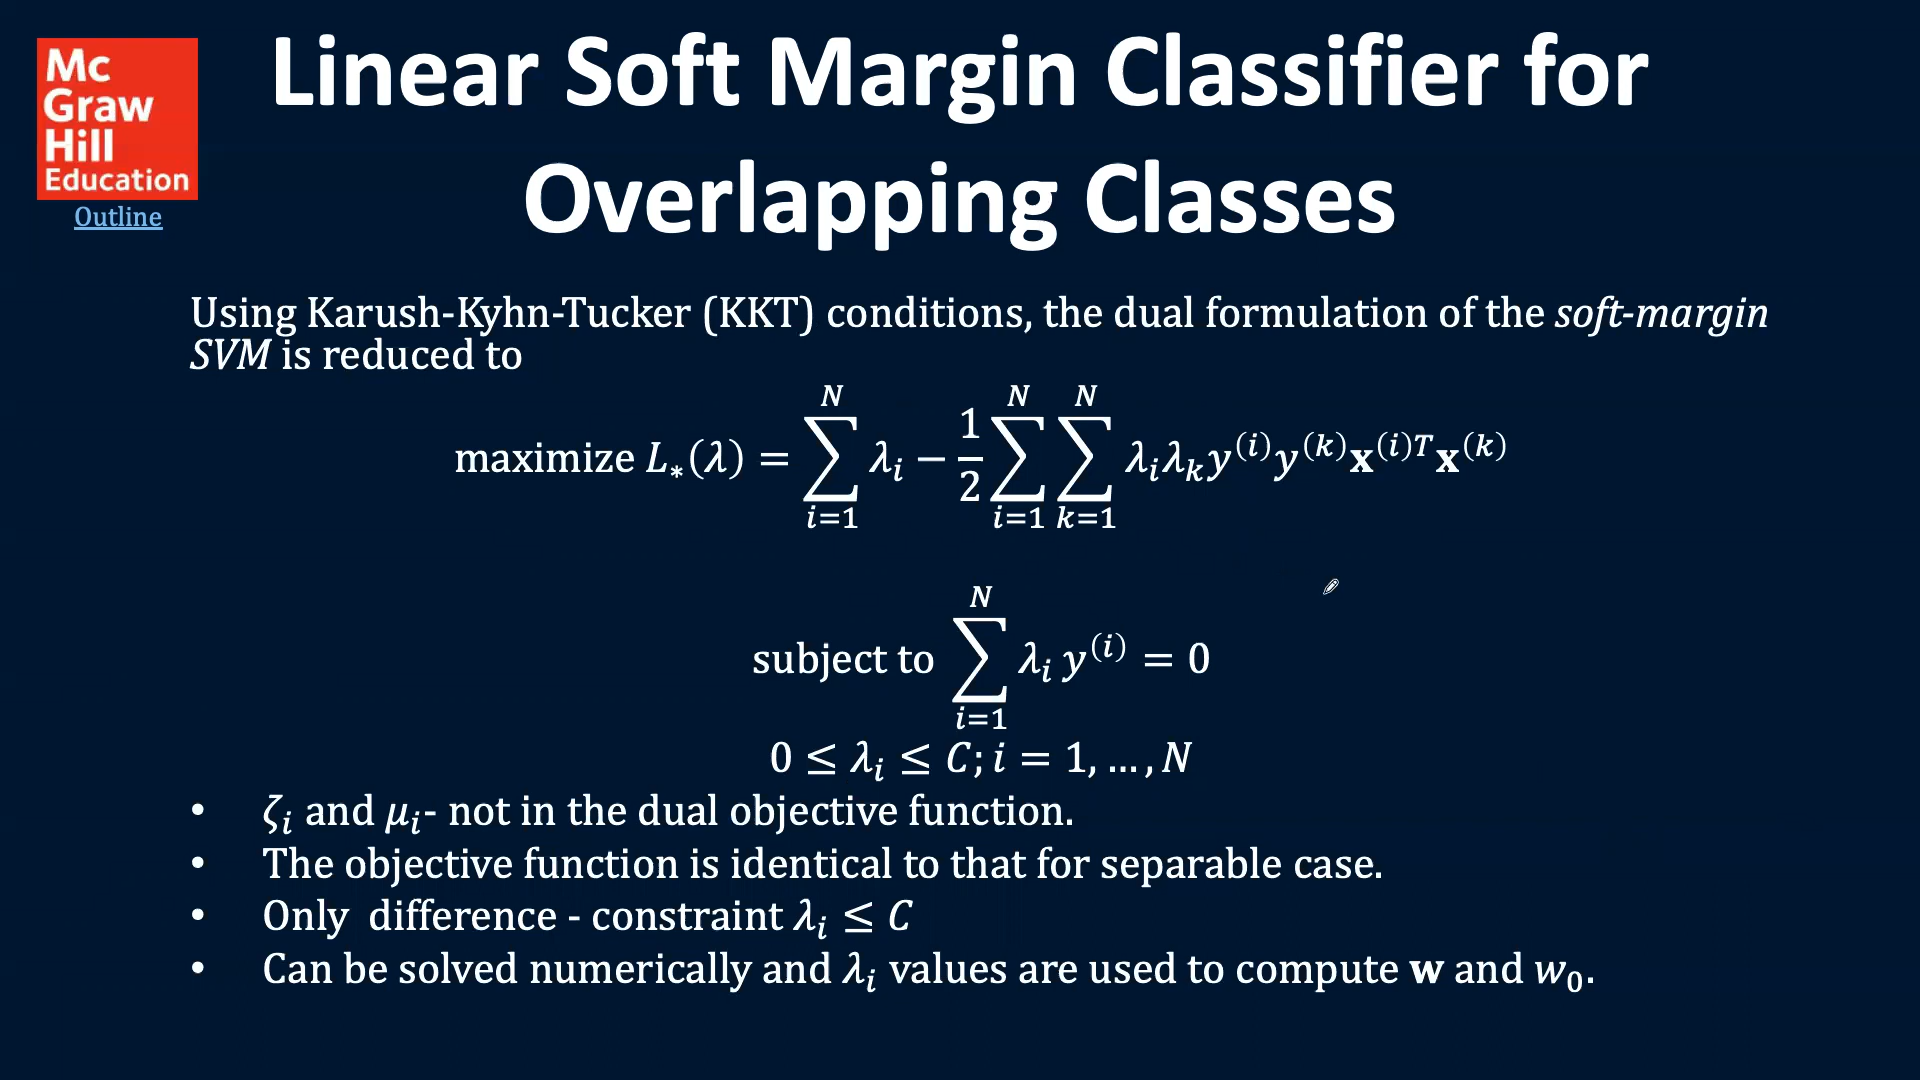 Mc
Graw
Hill
Education
Outline
Linear Soft Margin Classifier for
Overlapping Classes
Using Karush-Kyhn-Tucker (KKT) conditions, the dual formulation of the soft-margin
SVM is reduced to
maximize L_*(λ) = ∑_{i=1}^{N} λ_i − \frac{1}{2} ∑_{i=1}^{N} ∑_{k=1}^{N} λ_i λ_k y^{(i)} y^{(k)} 𝐱^{(i)T} 𝐱^{(k)}
subject to ∑_{i=1}^{N} λ_i y^{(i)} = 0
0 ≤ λ_i ≤ C; i = 1, … , N
• ζ_i and μ_i- not in the dual objective function.
• The objective function is identical to that for separable case.
• Only difference - constraint λ_i ≤ C
• Can be solved numerically and λ_i values are used to compute 𝐰 and w_0.